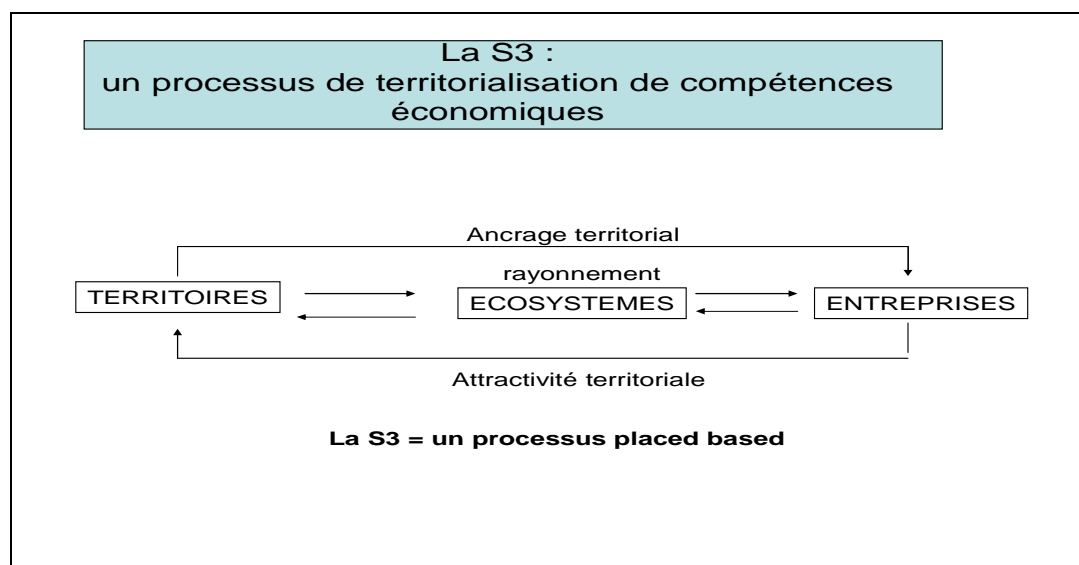 La S3 :
un processus de territorialisation de compétences
économiques
Ancrage territorial
rayonnement
TERRITOIRES
ECOSYSTEMES
ENTREPRISES
Attractivité territoriale
La S3 = un processus placed based